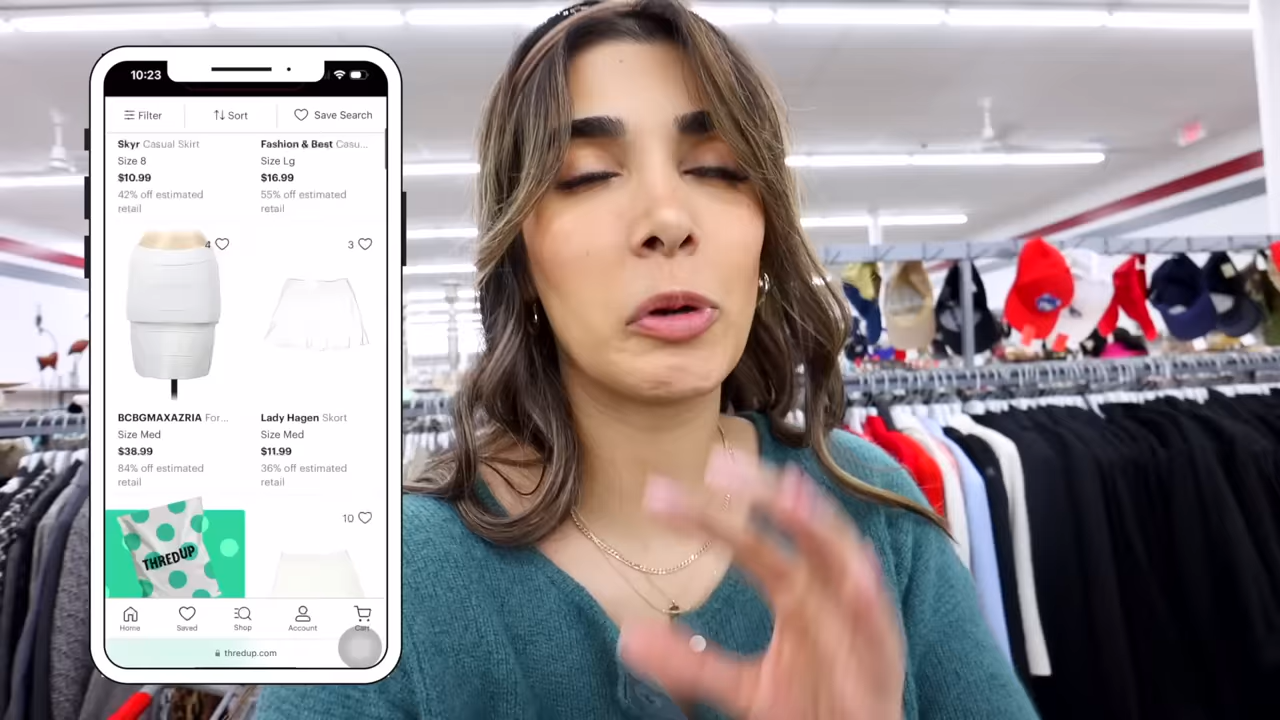 10:23
Filter
Sort
Save Search
Skyr Casual Skirt
Size 8
$10.99
42% off estimated
retail
Fashion & Best Casu...
Size Lg
$16.99
55% off estimated
retail
4
3
BCBGMAXAZRIA For...
Size Med
$38.99
84% off estimated
retail
Lady Hagen Skort
Size Med
$11.99
36% off estimated
retail
THREDUP
10
Home
Saved
Shop
Account
Cart
thredup.com